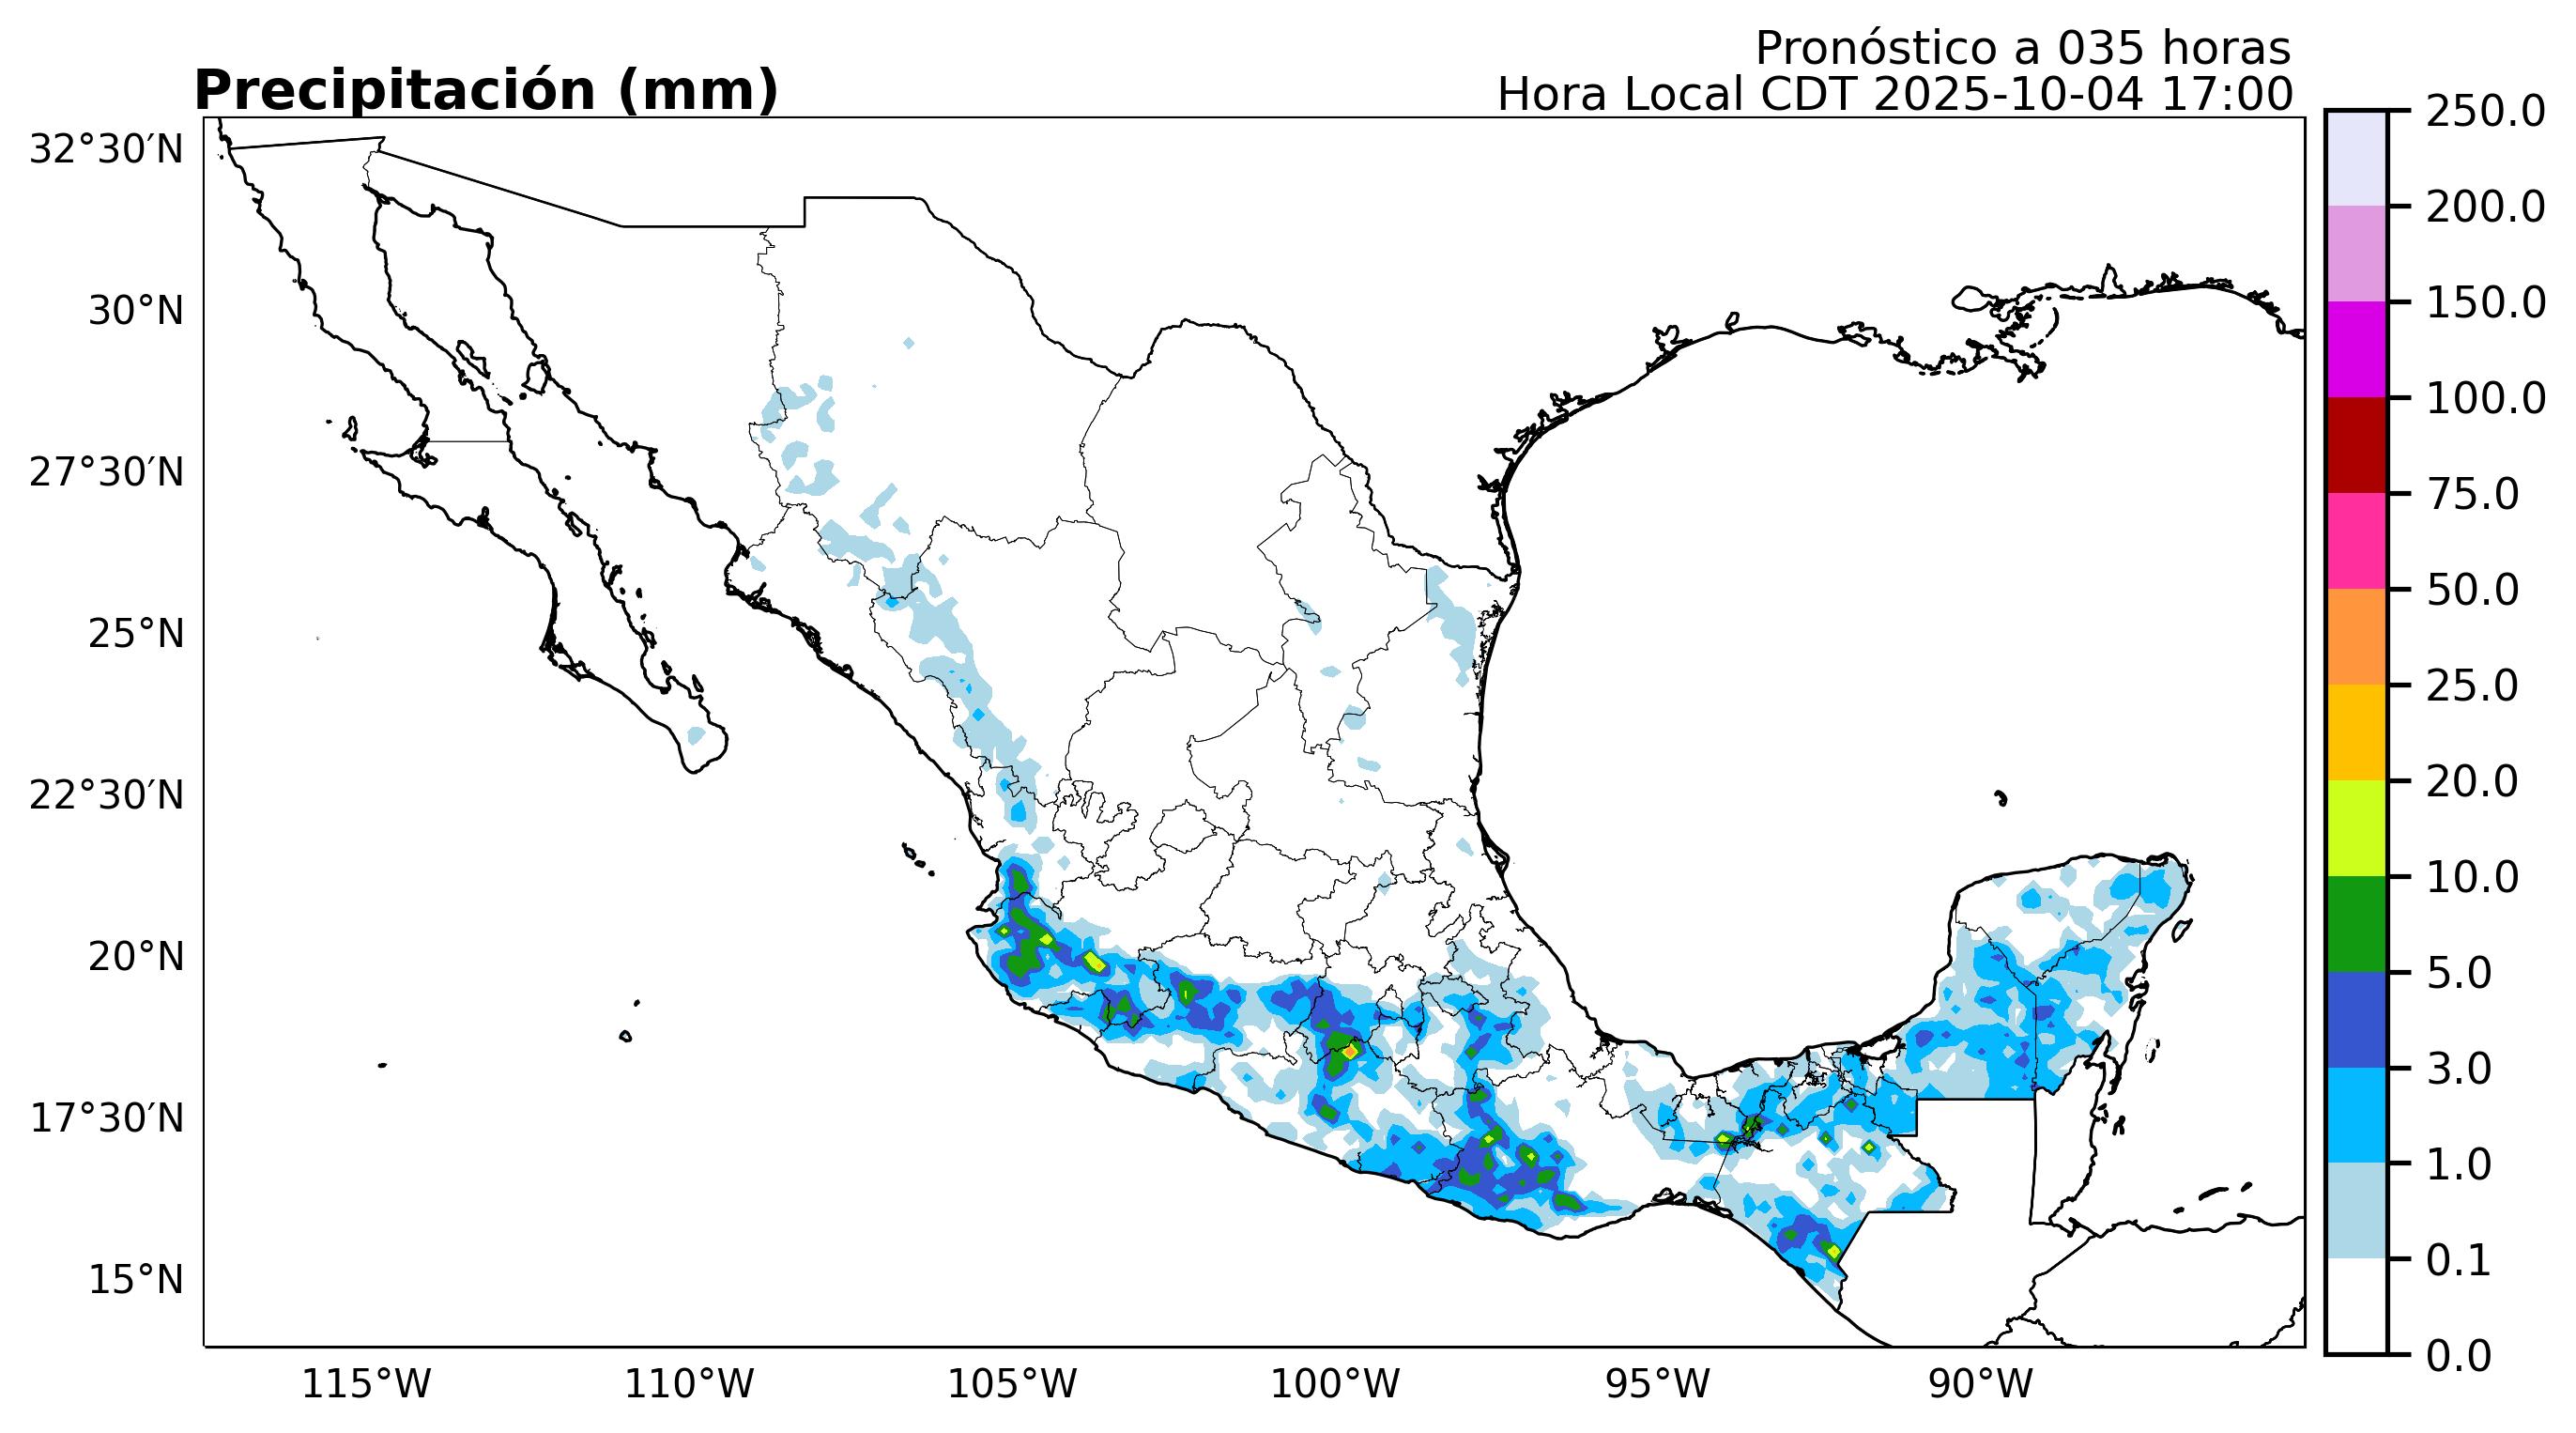 Pronóstico a 035 horas
Precipitación (mm)
Hora Local CDT 2025-10-04 17:00
32°30′N
30°N
27°30′N
25°N
22°30′N
20°N
17°30′N
15°N
115°W
110°W
105°W
100°W
95°W
90°W
250.0
200.0
150.0
100.0
75.0
50.0
25.0
20.0
10.0
5.0
3.0
1.0
0.1
0.0